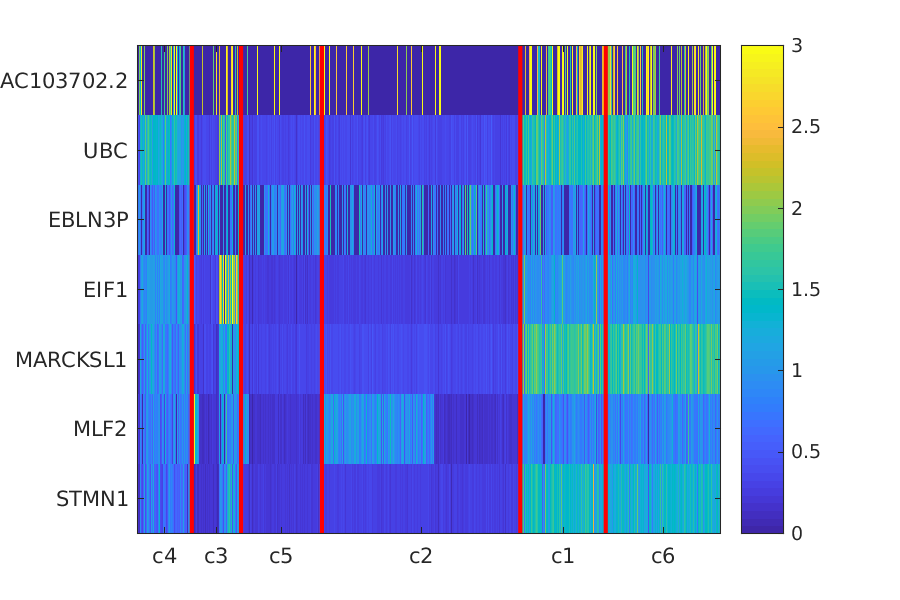 AC103702.2
UBC
EBLN3P
EIF1
MARCKSL1
MLF2
STMN1
c4 c3 c5 c2 c1 c6
3
2.5
2
1.5
1
0.5
0